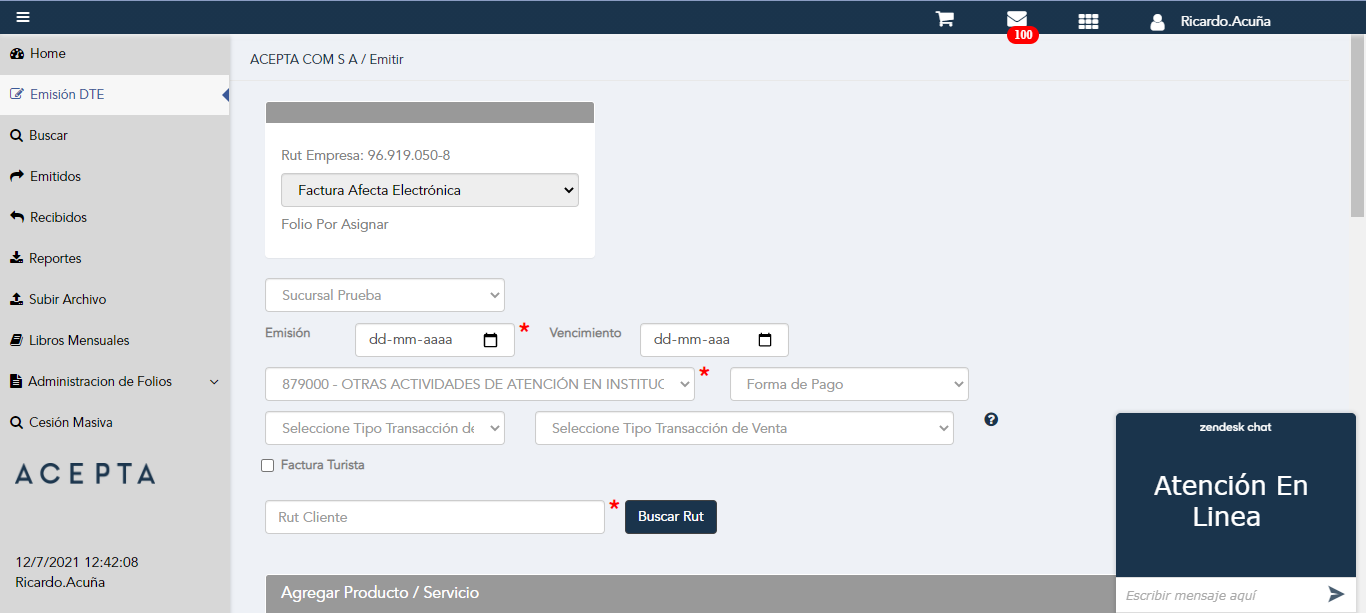 100
Ricardo.Acuña
Home
Emisión DTE
Buscar
Emitidos
Recibidos
Reportes
Subir Archivo
Libros Mensuales
Administracion de Folios
Cesión Masiva
ACEPTA
12/7/2021 12:42:08
Ricardo.Acuña
ACEPTA COM S A / Emitir
Rut Empresa: 96.919.050-8
Factura Afecta Electrónica
Folio Por Asignar
Sucursal Prueba
Emisión dd-mm-aaaa * Vencimiento dd-mm-aaa
879000 - OTRAS ACTIVIDADES DE ATENCIÓN EN INSTITUC * Forma de Pago
Seleccione Tipo Transacción de Seleccione Tipo Transacción de Venta ?
Factura Turista
Rut Cliente * Buscar Rut
Agregar Producto / Servicio
zendesk chat
Atención En
Linea
Escribir mensaje aquí